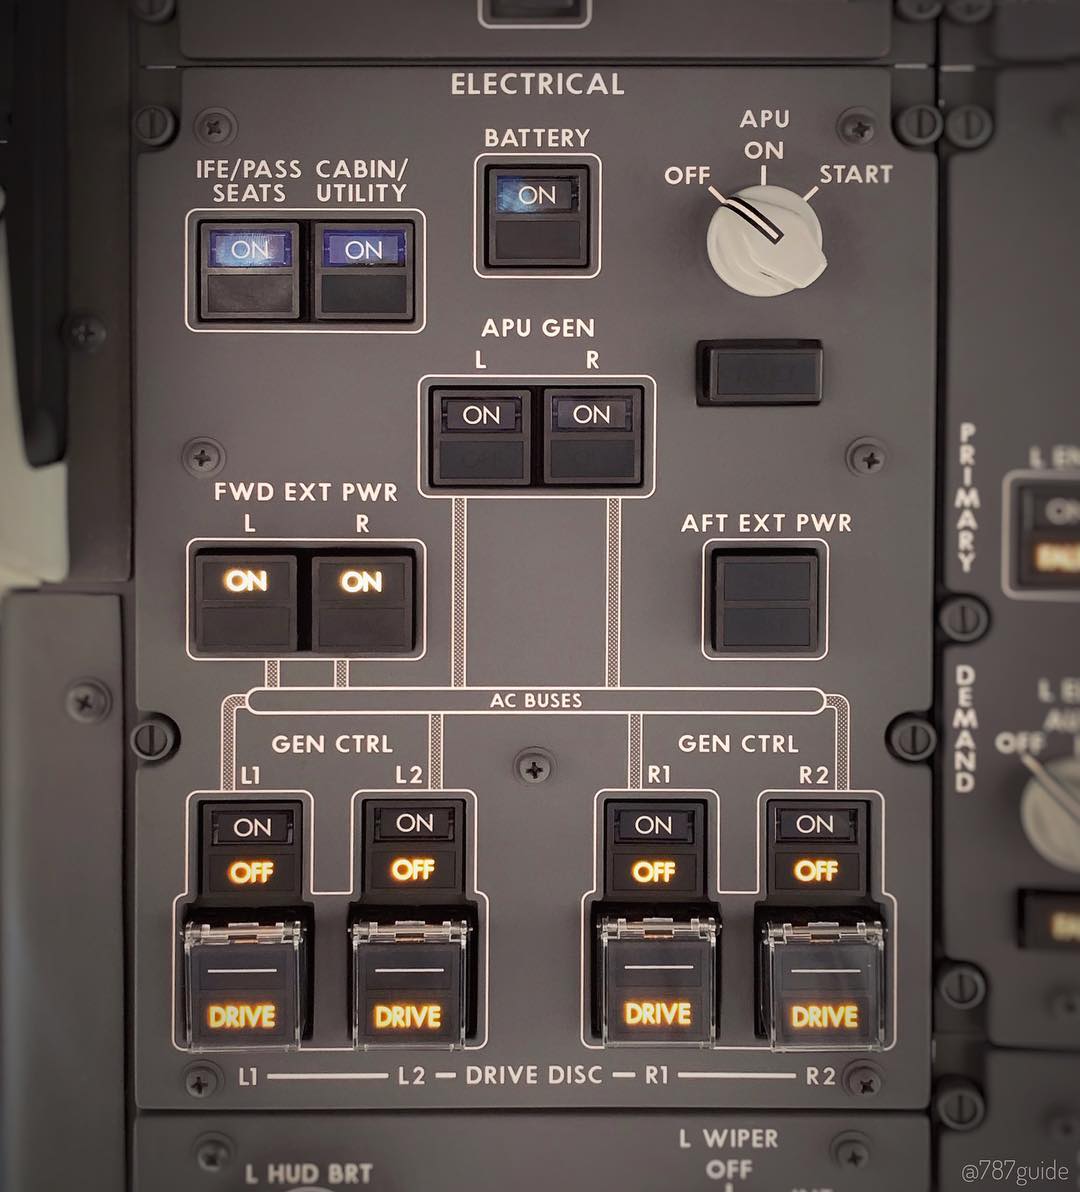 ELECTRICAL
BATTERY
ON
APU
ON
OFF
START
IFE/PASS SEATS
CABIN/ UTILITY
ON ON
APU GEN
L R
ON ON
FWD EXT PWR
L R
ON ON
AFT EXT PWR
AC BUSES
GEN CTRL GEN CTRL
L1 L2 R1 R2
ON ON ON ON
OFF OFF OFF OFF
DRIVE DRIVE DRIVE DRIVE
L1 L2 DRIVE DISC R1 R2
PRIMARY
DEMAND
OFF
L WIPER
OFF
L HUD BRT
@787guide